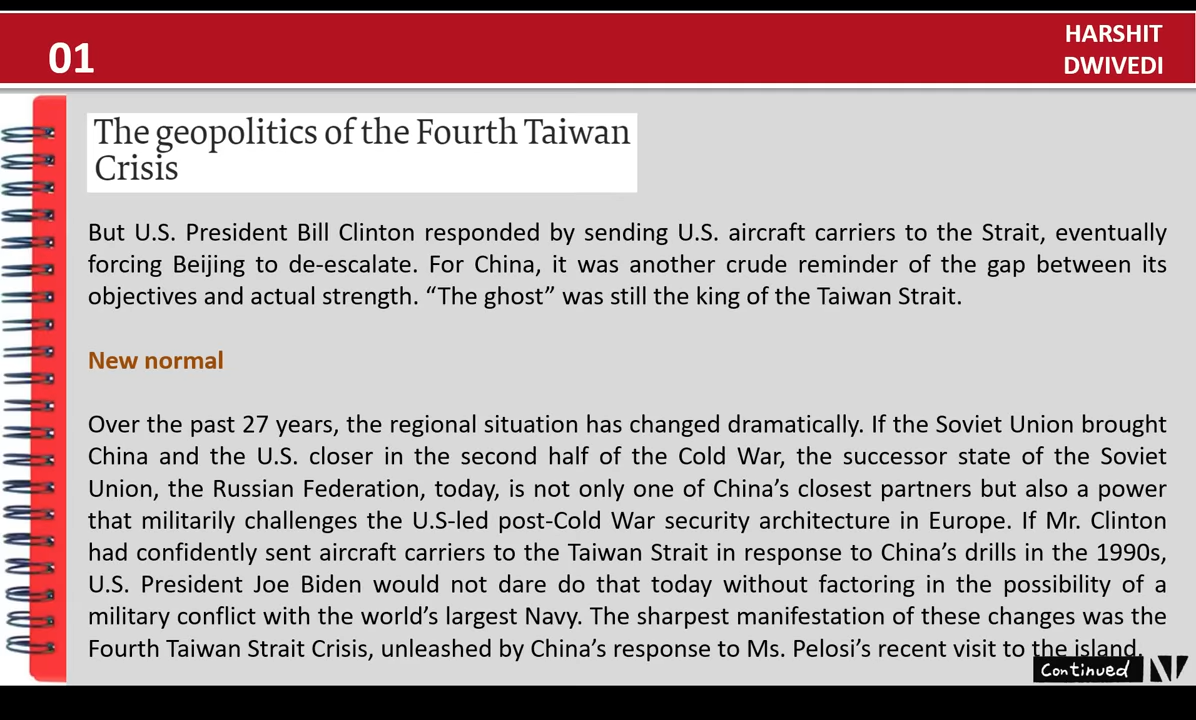 01
HARSHIT
DWIVEDI
The geopolitics of the Fourth Taiwan
Crisis
But U.S. President Bill Clinton responded by sending U.S. aircraft carriers to the Strait, eventually
forcing Beijing to de-escalate. For China, it was another crude reminder of the gap between its
objectives and actual strength. “The ghost” was still the king of the Taiwan Strait.
New normal
Over the past 27 years, the regional situation has changed dramatically. If the Soviet Union brought
China and the U.S. closer in the second half of the Cold War, the successor state of the Soviet
Union, the Russian Federation, today, is not only one of China’s closest partners but also a power
that militarily challenges the U.S-led post-Cold War security architecture in Europe. If Mr. Clinton
had confidently sent aircraft carriers to the Taiwan Strait in response to China’s drills in the 1990s,
U.S. President Joe Biden would not dare do that today without factoring in the possibility of a
military conflict with the world’s largest Navy. The sharpest manifestation of these changes was the
Fourth Taiwan Strait Crisis, unleashed by China’s response to Ms. Pelosi’s recent visit to the island.
Continued